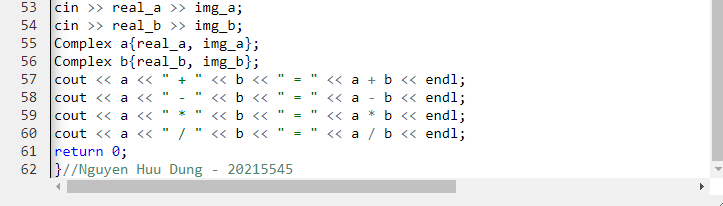 53 cin >> real_a >> img_a;
54 cin >> real_b >> img_b;
55 Complex a{real_a, img_a};
56 Complex b{real_b, img_b};
57 cout << a << " + " << b << " = " << a + b << endl;
58 cout << a << " - " << b << " = " << a - b << endl;
59 cout << a << " * " << b << " = " << a * b << endl;
60 cout << a << " / " << b << " = " << a / b << endl;
61 return 0;
62 }//Nguyen Huu Dung - 20215545